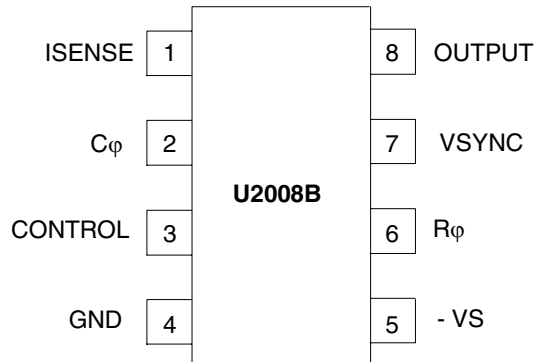 ISENSE 1 8 OUTPUT
Cφ 2 7 VSYNC
U2008B
CONTROL 3 6 Rφ
GND 4 5 - VS